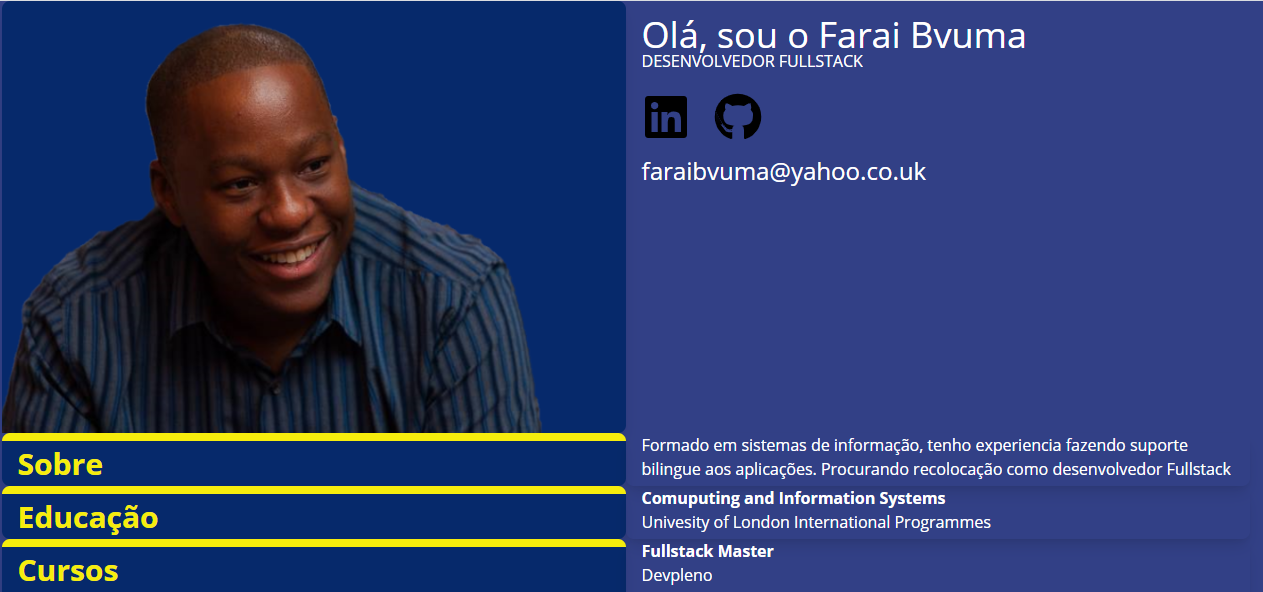 Olá, sou o Farai Bvuma
DESENVOLVEDOR FULLSTACK
in
faraibvuma@yahoo.co.uk
Sobre
Formado em sistemas de informação, tenho experiencia fazendo suporte
bilingue aos aplicações. Procurando recolocação como desenvolvedor Fullstack
Educação
Comuputing and Information Systems
Univesity of London International Programmes
Cursos
Fullstack Master
Devpleno